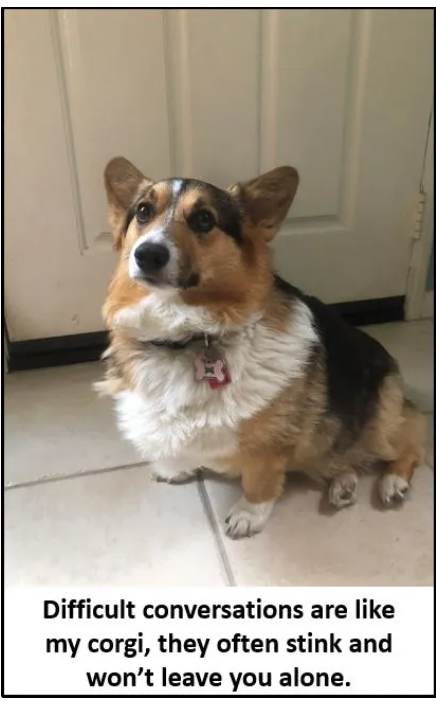 Difficult conversations are like
my corgi, they often stink and
won’t leave you alone.